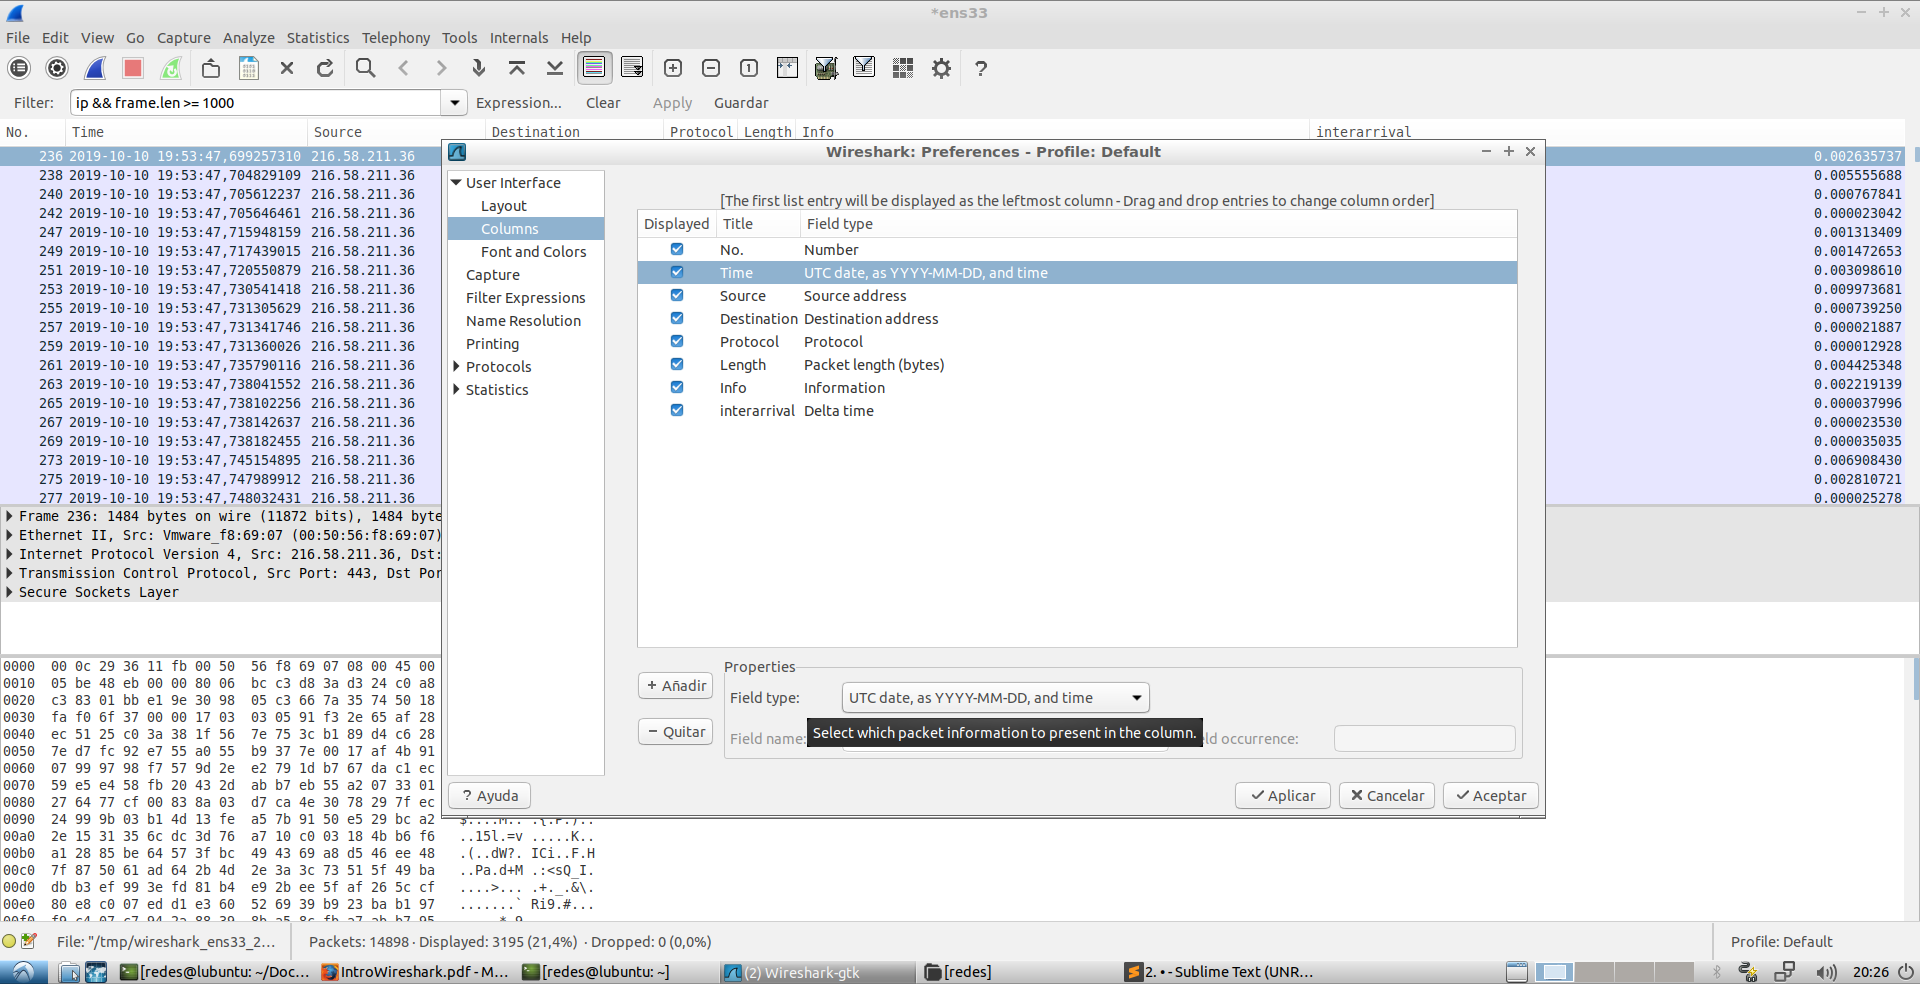 *ens33
File Edit View Go Capture Analyze Statistics Telephony Tools Internals Help
Filter: ip && frame.len >= 1000 Expression... Clear Apply Guardar
No. Time Source Destination Protocol Length Info interarrival
236 2019-10-10 19:53:47,699257310 216.58.211.36 0.002635737
238 2019-10-10 19:53:47,704829109 216.58.211.36 0.005555688
240 2019-10-10 19:53:47,705612237 216.58.211.36 0.000767841
242 2019-10-10 19:53:47,705646461 216.58.211.36 0.000023042
247 2019-10-10 19:53:47,715948159 216.58.211.36 0.001313409
249 2019-10-10 19:53:47,717439015 216.58.211.36 0.001472653
251 2019-10-10 19:53:47,720550879 216.58.211.36 0.003098610
253 2019-10-10 19:53:47,730541418 216.58.211.36 0.009973681
255 2019-10-10 19:53:47,731305629 216.58.211.36 0.000739250
257 2019-10-10 19:53:47,731341746 216.58.211.36 0.000021887
259 2019-10-10 19:53:47,731360026 216.58.211.36 0.000012928
261 2019-10-10 19:53:47,735790116 216.58.211.36 0.004425348
263 2019-10-10 19:53:47,738041552 216.58.211.36 0.002219139
265 2019-10-10 19:53:47,738102256 216.58.211.36 0.000037996
267 2019-10-10 19:53:47,738142637 216.58.211.36 0.000023530
269 2019-10-10 19:53:47,738182455 216.58.211.36 0.000035035
273 2019-10-10 19:53:47,745154895 216.58.211.36 0.006908430
275 2019-10-10 19:53:47,747989912 216.58.211.36 0.002810721
277 2019-10-10 19:53:47,748032431 216.58.211.36 0.000025278
Frame 236: 1484 bytes on wire (11872 bits), 1484 byte
Ethernet II, Src: Vmware_f8:69:07 (00:50:56:f8:69:07)
Internet Protocol Version 4, Src: 216.58.211.36, Dst:
Transmission Control Protocol, Src Port: 443, Dst Por
Secure Sockets Layer
Wireshark: Preferences - Profile: Default
User Interface
Layout
Columns
Font and Colors
Capture
Filter Expressions
Name Resolution
Printing
Protocols
Statistics
[The first list entry will be displayed as the leftmost column - Drag and drop entries to change column order]
Displayed Title Field type
No. Number
Time UTC date, as YYYY-MM-DD, and time
Source Source address
Destination Destination address
Protocol Protocol
Length Packet length (bytes)
Info Information
interarrival Delta time
+ Añadir
− Quitar
Properties
Field type: UTC date, as YYYY-MM-DD, and time
Field name: ld occurrence:
Select which packet information to present in the column.
? Ayuda Aplicar Cancelar Aceptar
0000 00 0c 29 36 11 fb 00 50 56 f8 69 07 08 00 45 00
0010 05 be 48 eb 00 00 80 06 bc c3 d8 3a d3 24 c0 a8
0020 c3 83 01 bb e1 9e 30 98 05 c3 66 7a 35 74 50 18
0030 fa f0 6f 37 00 00 17 03 03 05 91 f3 2e 65 af 28
0040 ec 51 25 c0 3a 38 1f 56 7e 75 3c b1 89 d4 c6 28
0050 7e d7 fc 92 e7 55 a0 55 b9 37 7e 00 17 af 4b 91
0060 07 99 97 98 f7 57 9d 2e e2 79 1d b7 67 da c1 ec
0070 59 e5 e4 58 fb 20 43 2d ab b7 eb 55 a2 07 33 01
0080 27 64 77 cf 00 83 8a 03 d7 ca 4e 30 78 29 7f ec
0090 24 99 9b 03 b1 4d 13 fe a5 7b 91 50 e5 29 bc a2 $....M.. .{.P.)..
00a0 2e 15 31 35 6c dc 3d 76 a7 10 c0 03 18 4b b6 f6 ..15l.=v .....K..
00b0 a1 28 85 be 64 57 3f bc 49 43 69 a8 d5 46 ee 48 .(..dW?. ICi..F.H
00c0 7f 87 50 61 ad 64 2b 4d 2e 3a 3c 73 51 5f 49 ba ..Pa.d+M .:<sQ_I.
00d0 db b3 ef 99 3e fd 81 b4 e9 2b ee 5f af 26 5c cf ....>... .+._.&\.
00e0 80 e8 c0 07 ed d1 e3 60 52 69 39 b9 23 ba b1 97 .......` Ri9.#...
00f0 f9 c4 07 c7 94 2a 88 39 8b a5 8c fb a7 ab b7 95
File: "/tmp/wireshark_ens33_2... Packets: 14898 · Displayed: 3195 (21,4%) · Dropped: 0 (0,0%) Profile: Default
[redes@lubuntu: ~/Doc... IntroWireshark.pdf - M... [redes@lubuntu: ~] (2) Wireshark-gtk [redes] 2. • - Sublime Text (UNR... 20:26